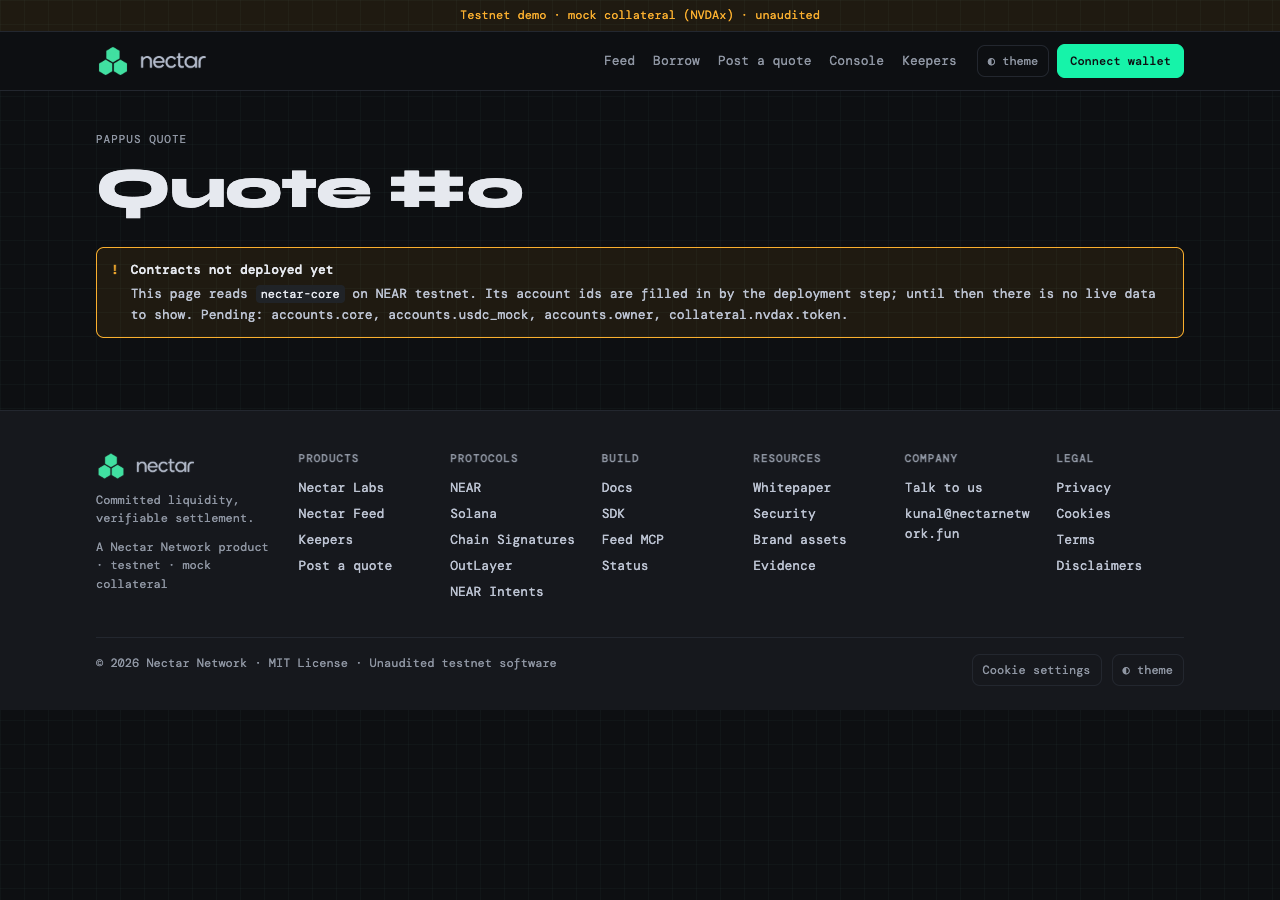 Testnet demo · mock collateral (NVDAx) · unaudited
nectar
Feed Borrow Post a quote Console Keepers ◐ theme Connect wallet
PAPPUS QUOTE
Quote #0
! Contracts not deployed yet
This page reads nectar-core on NEAR testnet. Its account ids are filled in by the deployment step; until then there is no live data
to show. Pending: accounts.core, accounts.usdc_mock, accounts.owner, collateral.nvdax.token.
nectar
Committed liquidity,
verifiable settlement.
A Nectar Network product
· testnet · mock
collateral
PRODUCTS
Nectar Labs
Nectar Feed
Keepers
Post a quote
PROTOCOLS
NEAR
Solana
Chain Signatures
OutLayer
NEAR Intents
BUILD
Docs
SDK
Feed MCP
Status
RESOURCES
Whitepaper
Security
Brand assets
Evidence
COMPANY
Talk to us
kunal@nectarnetw
ork.fun
LEGAL
Privacy
Cookies
Terms
Disclaimers
© 2026 Nectar Network · MIT License · Unaudited testnet software
Cookie settings ◐ theme